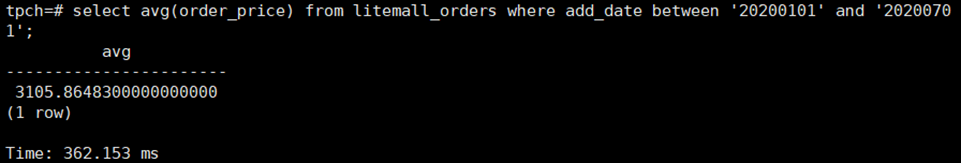 tpch=# select avg(order_price) from litemall_orders where add_date between '20200101' and '2020070
1';
avg
-----------------------
3105.8648300000000000
(1 row)
Time: 362.153 ms